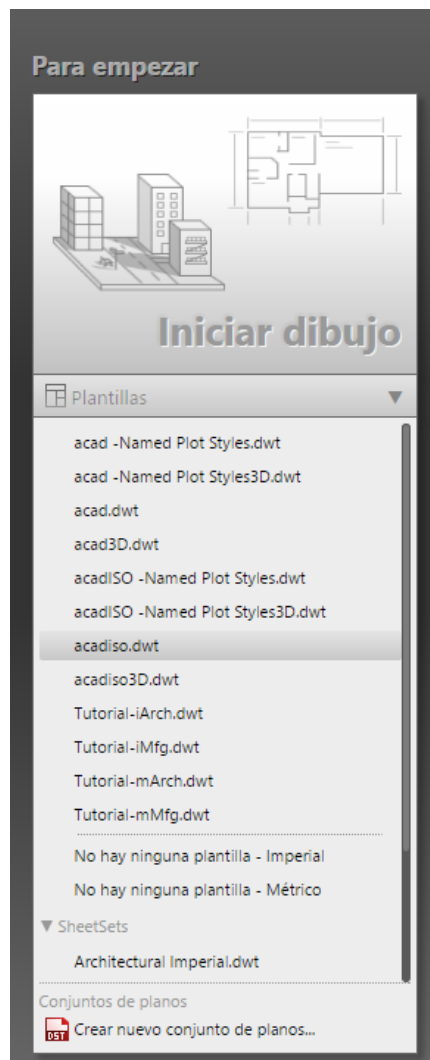 Para empezar
Iniciar dibujo
Plantillas
acad -Named Plot Styles.dwt
acad -Named Plot Styles3D.dwt
acad.dwt
acad3D.dwt
acadISO -Named Plot Styles.dwt
acadISO -Named Plot Styles3D.dwt
acadiso.dwt
acadiso3D.dwt
Tutorial-iArch.dwt
Tutorial-iMfg.dwt
Tutorial-mArch.dwt
Tutorial-mMfg.dwt
No hay ninguna plantilla - Imperial
No hay ninguna plantilla - Métrico
SheetSets
Architectural Imperial.dwt
Conjuntos de planos
DST Crear nuevo conjunto de planos...